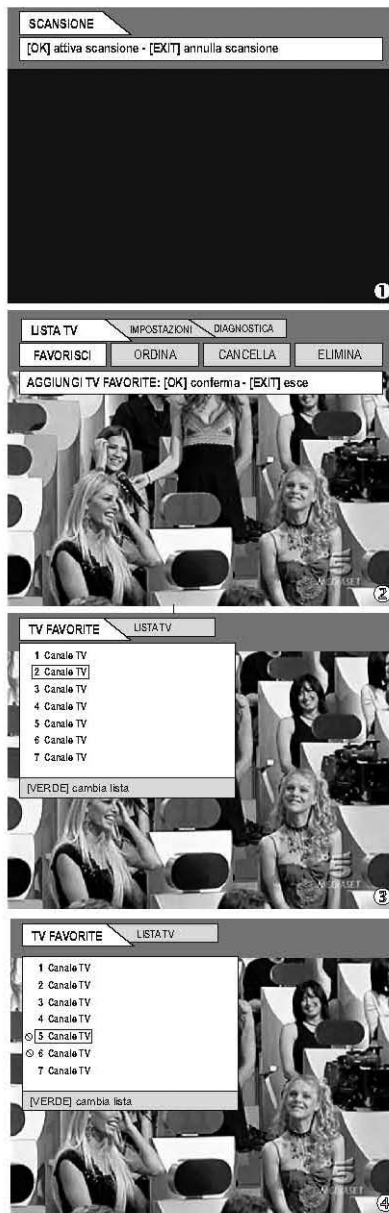 SCANSIONE
[OK] attiva scansione - [EXIT] annulla scansione
1
LISTA TV IMPOSTAZIONI DIAGNOSTICA
FAVORISCI ORDINA CANCELLA ELIMINA
AGGIUNGI TV FAVORITE: [OK] conferma - [EXIT] esce
5
MEDIASET
2
TV FAVORITE LISTA TV
1 Canale TV
2 Canale TV
3 Canale TV
4 Canale TV
5 Canale TV
6 Canale TV
7 Canale TV
[VERDE] cambia lista
5
MEDIASET
3
TV FAVORITE LISTA TV
1 Canale TV
2 Canale TV
3 Canale TV
4 Canale TV
5 Canale TV
6 Canale TV
7 Canale TV
[VERDE] cambia lista
5
MEDIASET
4